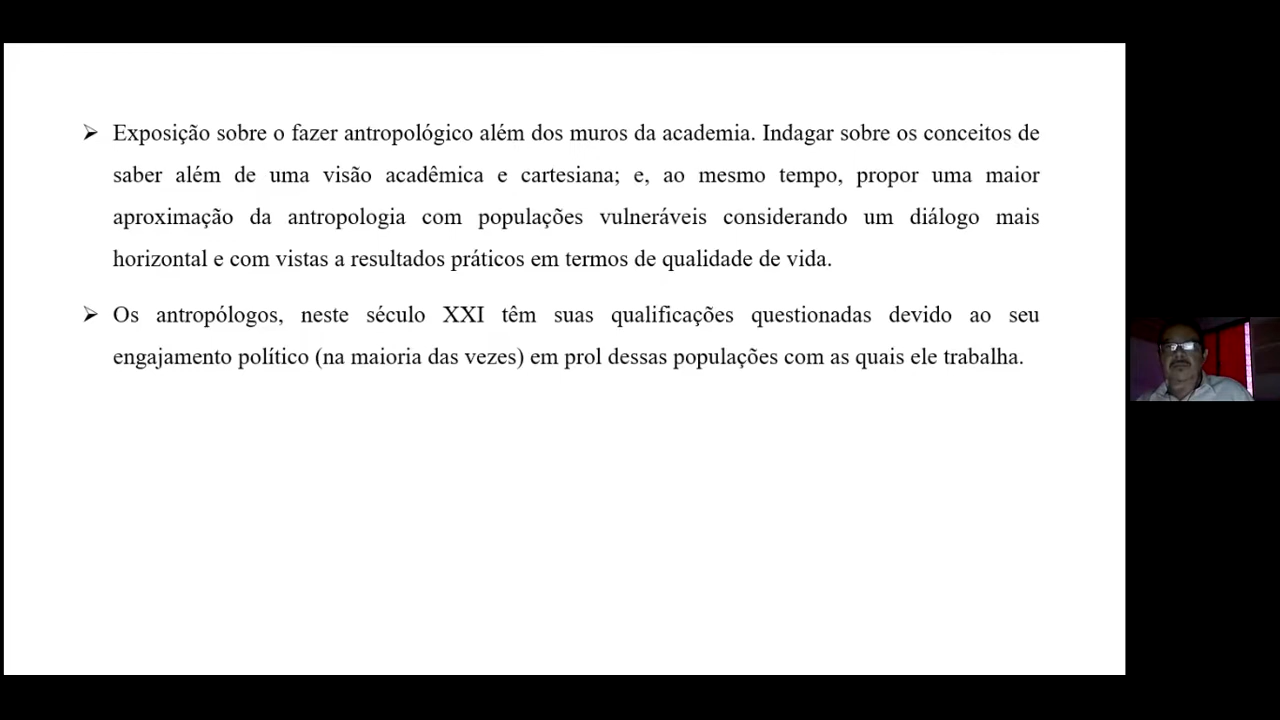 ➢ Exposição sobre o fazer antropológico além dos muros da academia. Indagar sobre os conceitos de
saber além de uma visão acadêmica e cartesiana; e, ao mesmo tempo, propor uma maior
aproximação da antropologia com populações vulneráveis considerando um diálogo mais
horizontal e com vistas a resultados práticos em termos de qualidade de vida.
➢ Os antropólogos, neste século XXI têm suas qualificações questionadas devido ao seu
engajamento político (na maioria das vezes) em prol dessas populações com as quais ele trabalha.